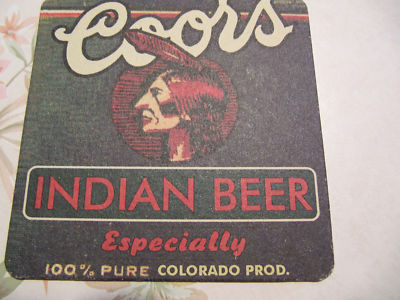 Coors
INDIAN BEER
Especially
100% PURE COLORADO PROD.